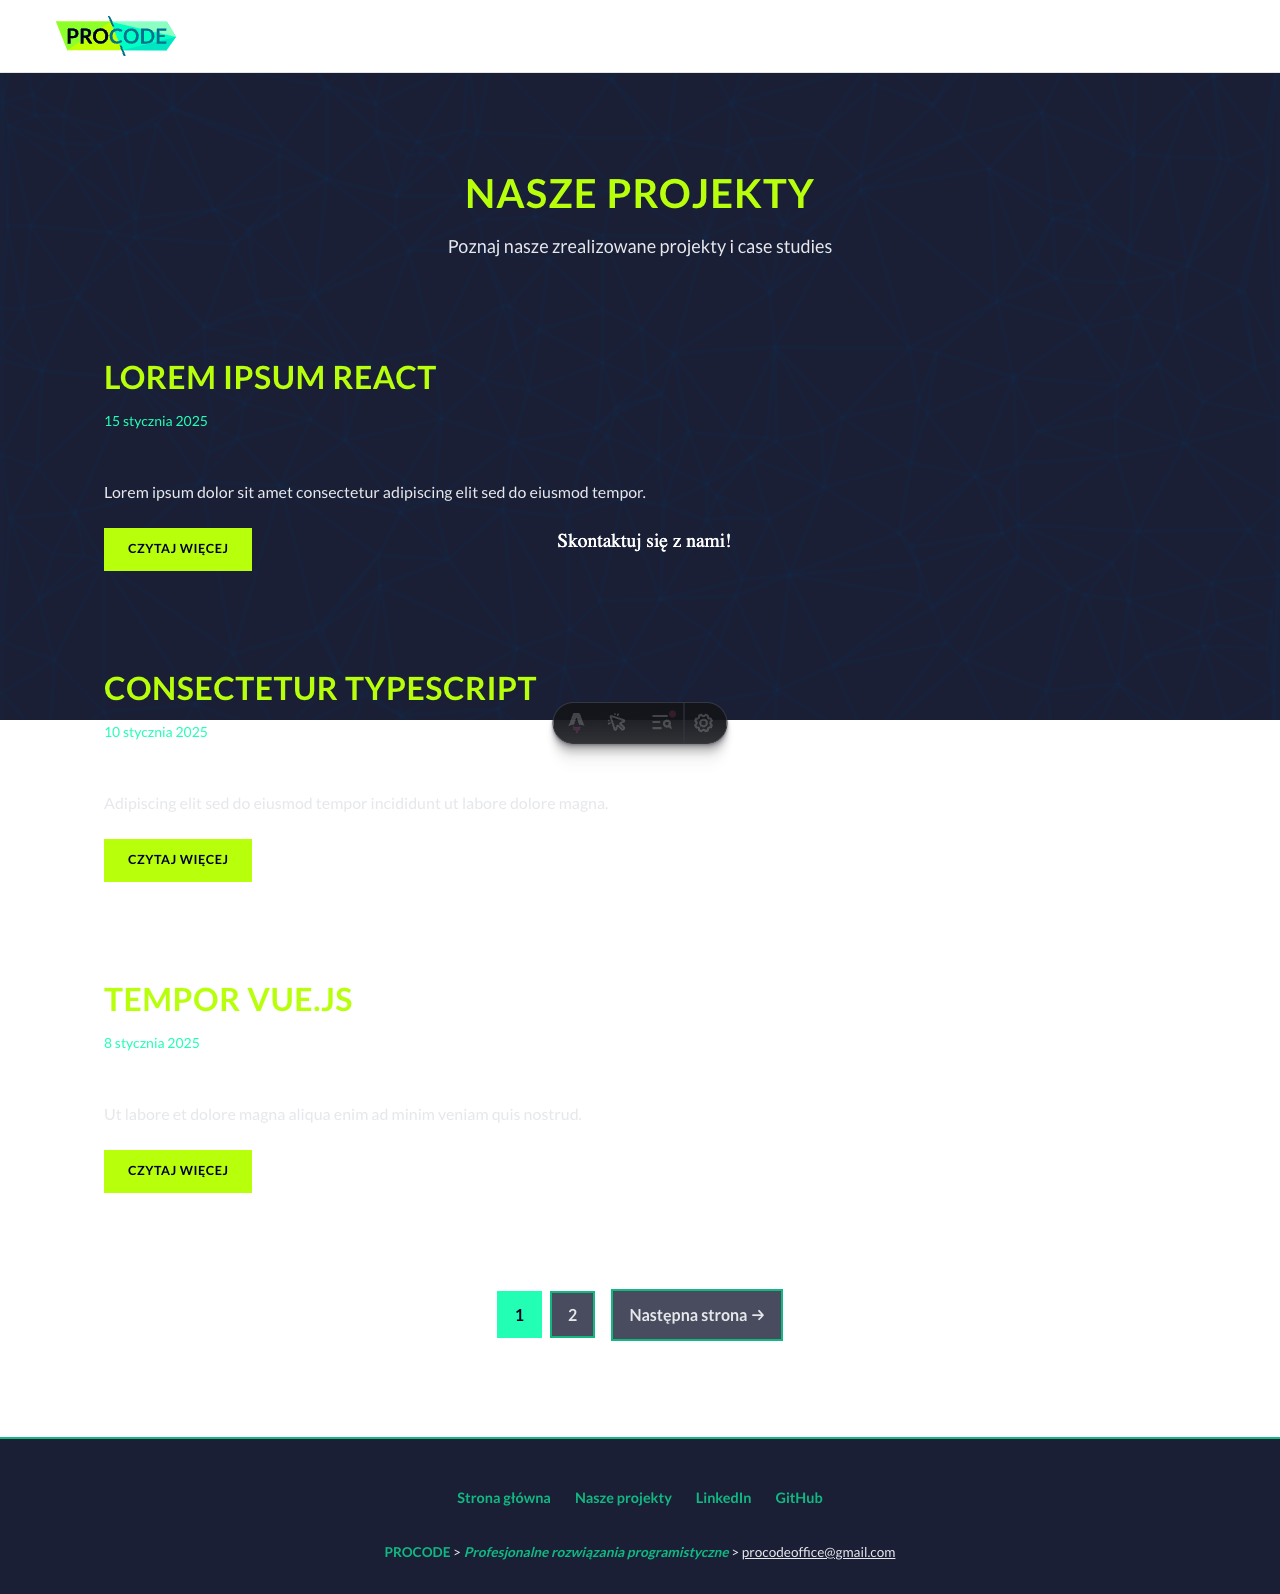 PROCODE
NASZE PROJEKTY
Poznaj nasze zrealizowane projekty i case studies
LOREM IPSUM REACT
15 stycznia 2025
Lorem ipsum dolor sit amet consectetur adipiscing elit sed do eiusmod tempor.
CZYTAJ WIĘCEJ
Skontaktuj się z nami!
CONSECTETUR TYPESCRIPT
10 stycznia 2025
Adipiscing elit sed do eiusmod tempor incididunt ut labore dolore magna.
CZYTAJ WIĘCEJ
TEMPOR VUE.JS
8 stycznia 2025
Ut labore et dolore magna aliqua enim ad minim veniam quis nostrud.
CZYTAJ WIĘCEJ
1 2 Następna strona →
Strona główna Nasze projekty LinkedIn GitHub
PROCODE > Profesjonalne rozwiązania programistyczne > procodeoffice@gmail.com